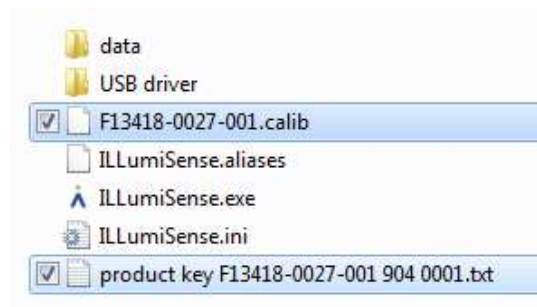 data
USB driver
F13418-0027-001.calib
ILLumiSense.aliases
ILLumiSense.exe
ILLumiSense.ini
product key F13418-0027-001 904 0001.txt